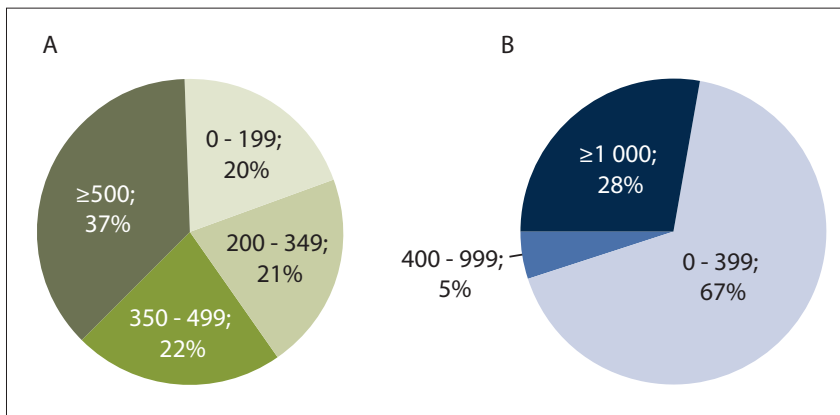 A
0 - 199;
20%
200 - 349;
21%
350 - 499;
22%
≥500;
37%
B
≥1 000;
28%
0 - 399;
67%
400 - 999;
5%